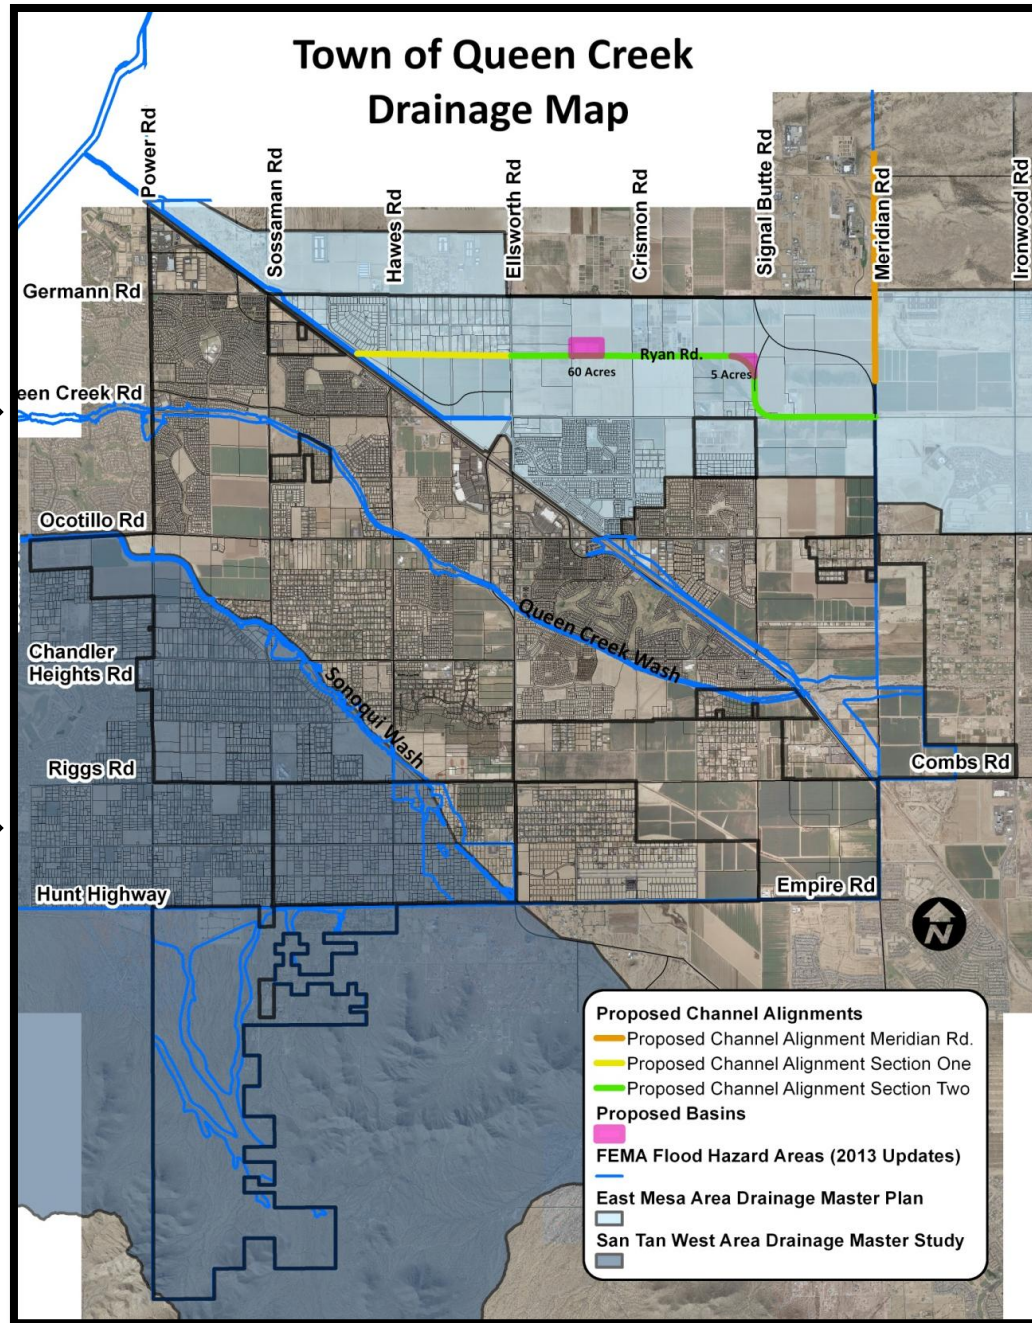 Town of Queen Creek
Drainage Map
Power Rd
Sossaman Rd
Hawes Rd
Ellsworth Rd
Crismon Rd
Signal Butte Rd
Meridian Rd
Ironwood Rd
Germann Rd
Ryan Rd.
60 Acres
5 Acres
een Creek Rd
Ocotillo Rd
Queen Creek Wash
Chandler
Heights Rd
Sonoqui Wash
Riggs Rd
Combs Rd
Hunt Highway
Empire Rd
N
Proposed Channel Alignments
Proposed Channel Alignment Meridian Rd.
Proposed Channel Alignment Section One
Proposed Channel Alignment Section Two
Proposed Basins
FEMA Flood Hazard Areas (2013 Updates)
East Mesa Area Drainage Master Plan
San Tan West Area Drainage Master Study